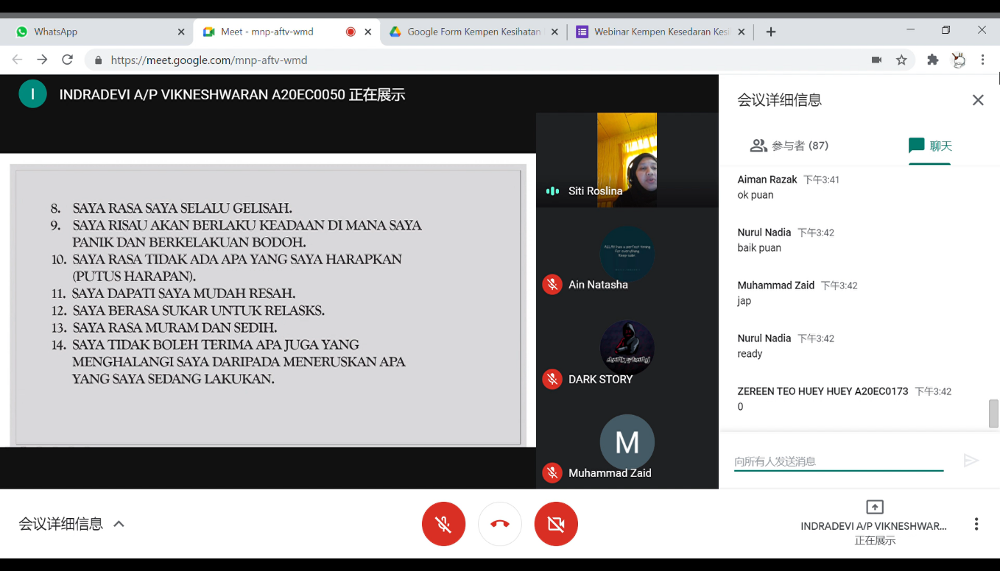 WhatsApp
Meet - mnp-aftv-wmd
Google Form Kempen Kesihatan
Webinar Kempen Kesedaran Kesi
https://meet.google.com/mnp-aftv-wmd
I
INDRADEVI A/P VIKNESHWARAN A20EC0050 正在展示
8. SAYA RASA SAYA SELALU GELISAH.
9. SAYA RISAU AKAN BERLAKU KEADAAN DI MANA SAYA
PANIK DAN BERKELAKUAN BODOH.
10. SAYA RASA TIDAK ADA APA YANG SAYA HARAPKAN
(PUTUS HARAPAN).
11. SAYA DAPATI SAYA MUDAH RESAH.
12. SAYA BERASA SUKAR UNTUK RELASKS.
13. SAYA RASA MURAM DAN SEDIH.
14. SAYA TIDAK BOLEH TERIMA APA JUGA YANG
MENGHALANGI SAYA DARIPADA MENERUSKAN APA
YANG SAYA SEDANG LAKUKAN.
Siti Roslina
ALLAH has a perfect timing
for everything.
Keep sabr.
Ain Natasha
DARK STORY
M
Muhammad Zaid
会议详细信息
参与者 (87)
聊天
Aiman Razak 下午3:41
ok puan
Nurul Nadia 下午3:42
baik puan
Muhammad Zaid 下午3:42
jap
Nurul Nadia 下午3:42
ready
ZEREEN TEO HUEY HUEY A20EC0173 下午3:42
0
向所有人发送消息
会议详细信息
INDRADEVI A/P VIKNESHWAR...
正在展示